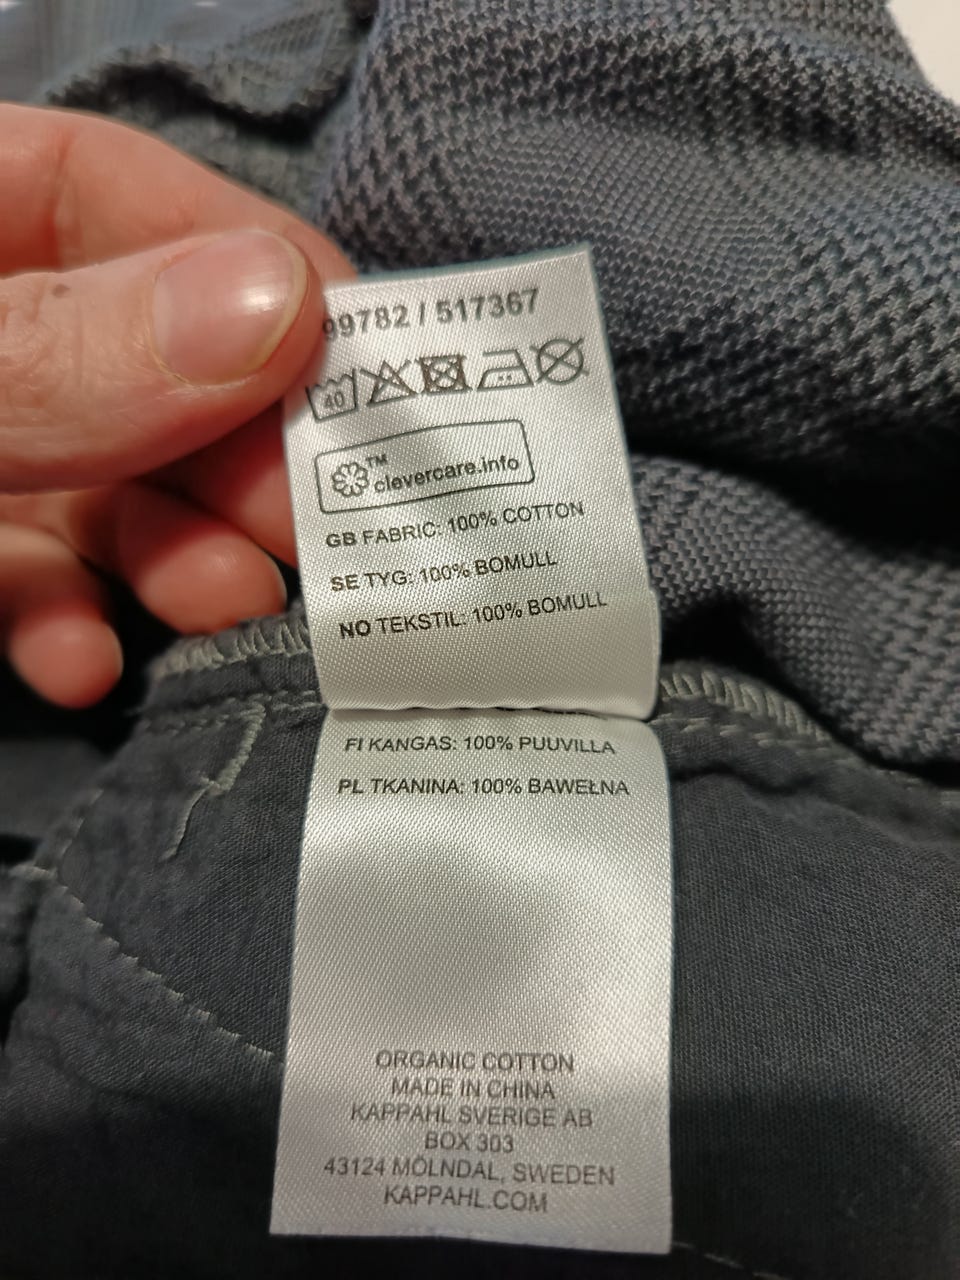 99782 / 517367
40
TM
clevercare.info
GB FABRIC: 100% COTTON
SE TYG: 100% BOMULL
NO TEKSTIL: 100% BOMULL
FI KANGAS: 100% PUUVILLA
PL TKANINA: 100% BAWEŁNA
ORGANIC COTTON
MADE IN CHINA
KAPPAHL SVERIGE AB
BOX 303
43124 MÖLNDAL, SWEDEN
KAPPAHL.COM